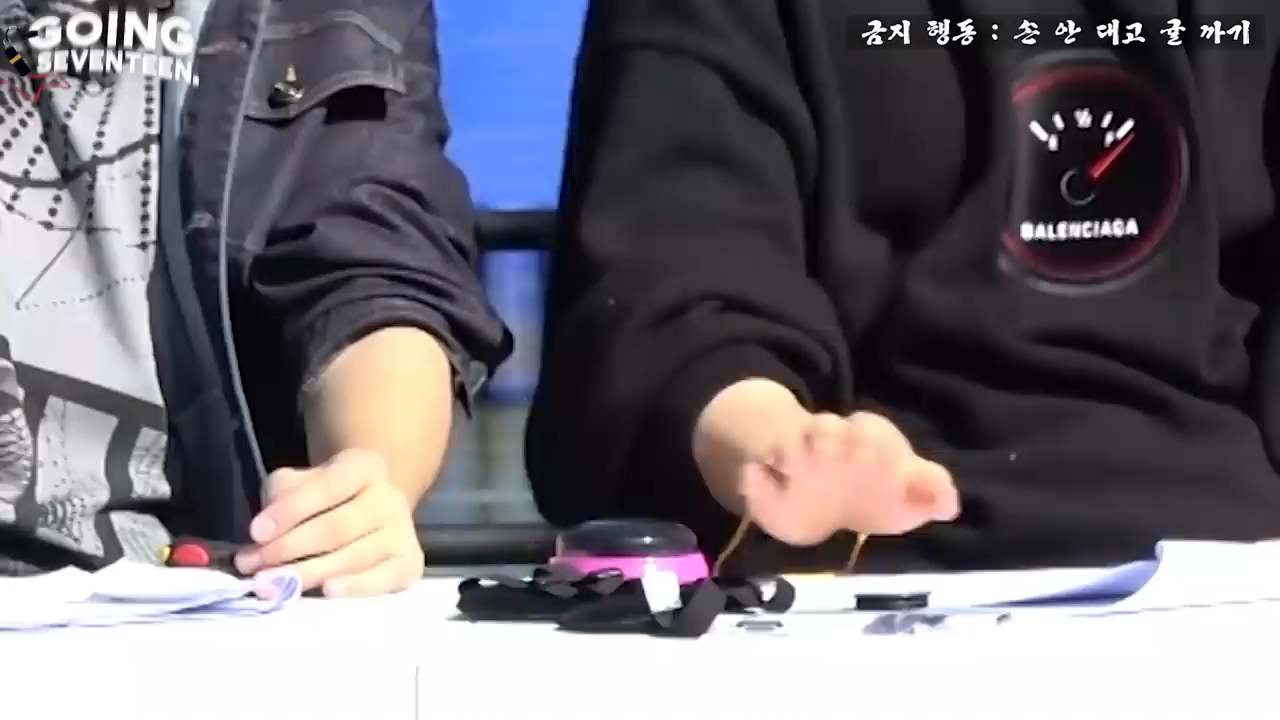 GOING
SEVENTEEN.
금지 행동 : 손 안 대고 귤 까기
BALENCIAGA